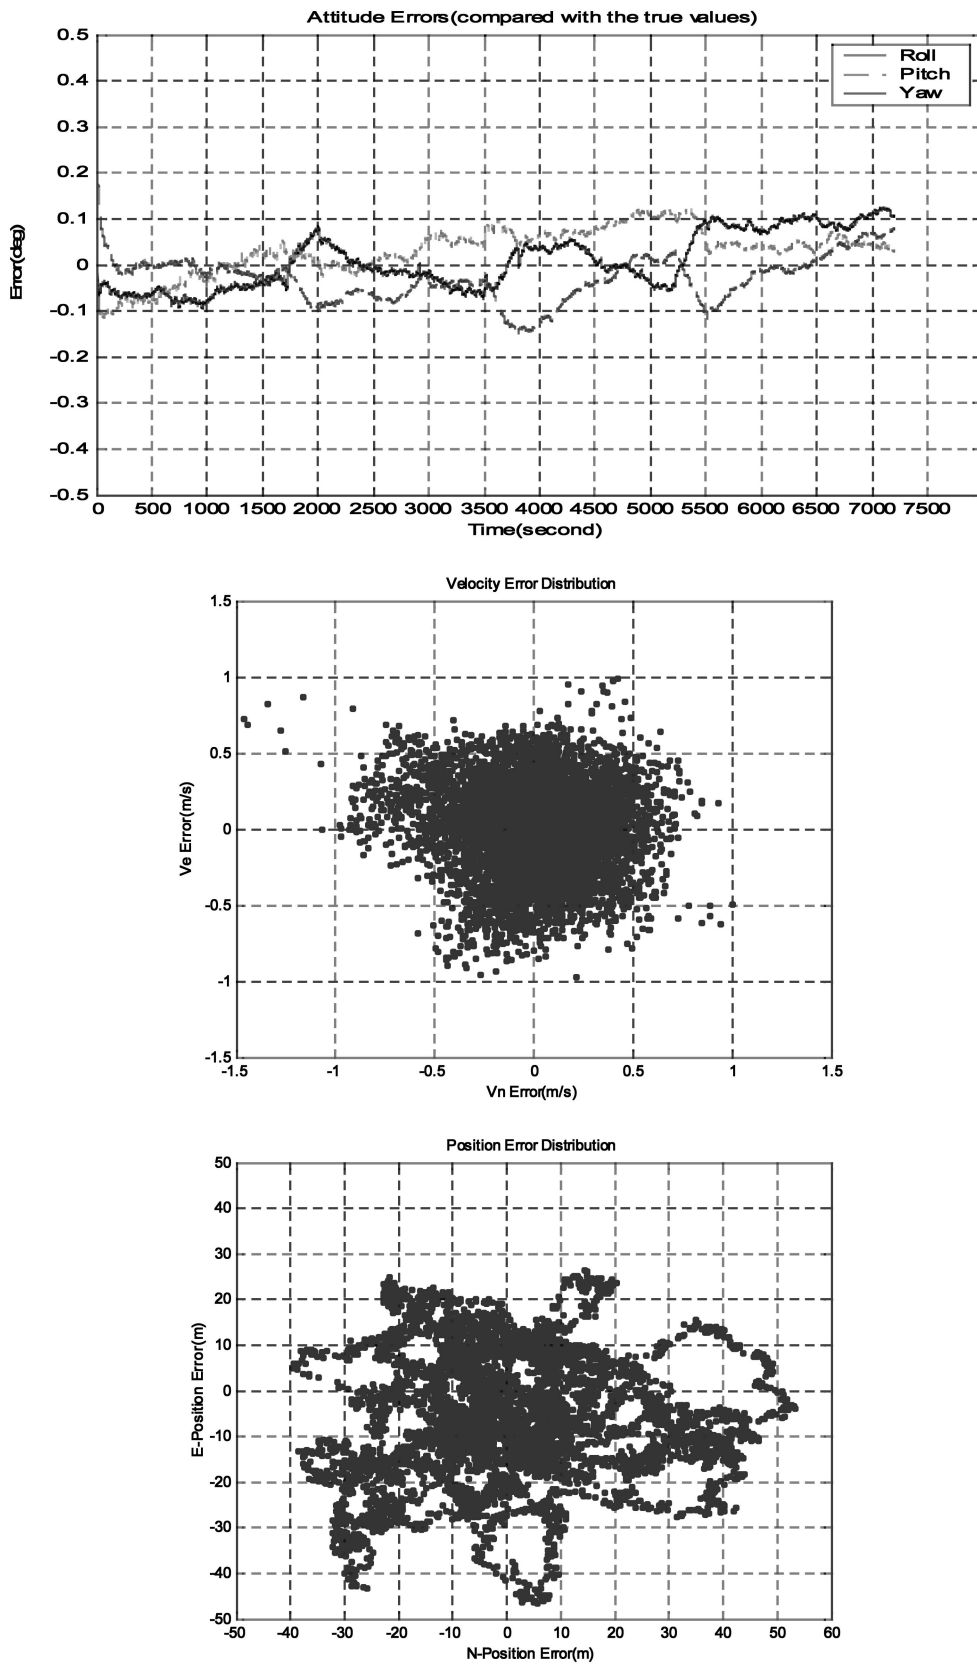 Attitude Errors(compared with the true values)
0.5
0.4
0.3
0.2
0.1
0
-0.1
-0.2
-0.3
-0.4
-0.5
Error(deg)
Roll
Pitch
Yaw
0 500 1000 1500 2000 2500 3000 3500 4000 4500 5000 5500 6000 6500 7000 7500
Time(second)
Velocity Error Distribution
1.5
1
0.5
0
-0.5
-1
-1.5
Ve Error(m/s)
-1.5 -1 -0.5 0 0.5 1 1.5
Vn Error(m/s)
Position Error Distribution
50
40
30
20
10
0
-10
-20
-30
-40
-50
E-Position Error(m)
-50 -40 -30 -20 -10 0 10 20 30 40 50 60
N-Position Error(m)